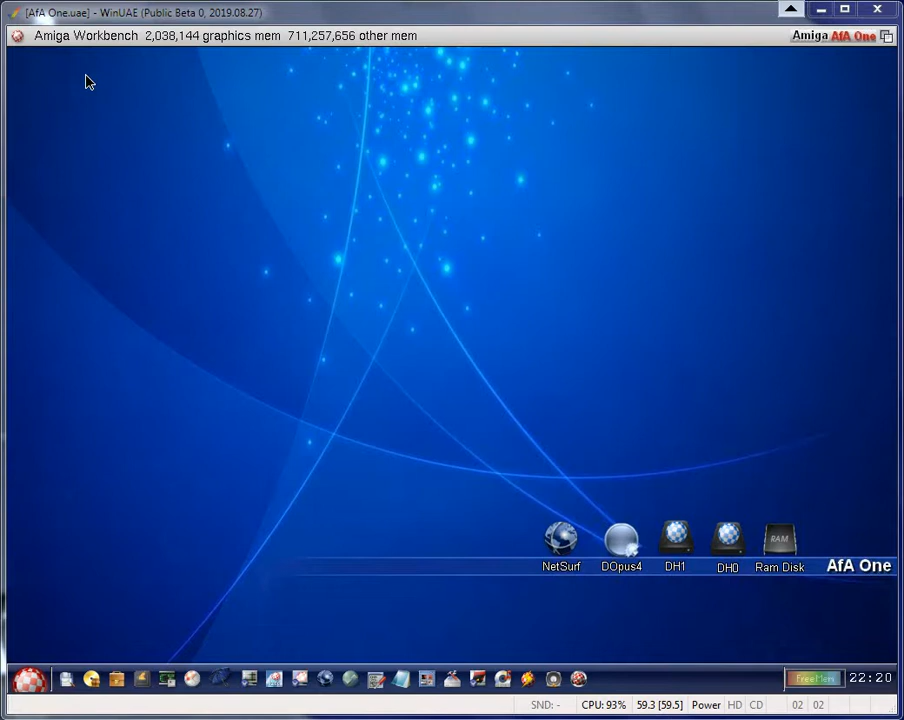 [AfA One.uae] - WinUAE (Public Beta 0, 2019.08.27)
Amiga Workbench 2,038,144 graphics mem 711,257,656 other mem
Amiga AfA One
RAM
NetSurf
DOpus4
DH1
DH0
Ram Disk
AfA One
FreeMem
22:20
SND: -
CPU: 93%
59.3 [59.5]
Power
HD
CD
02
02